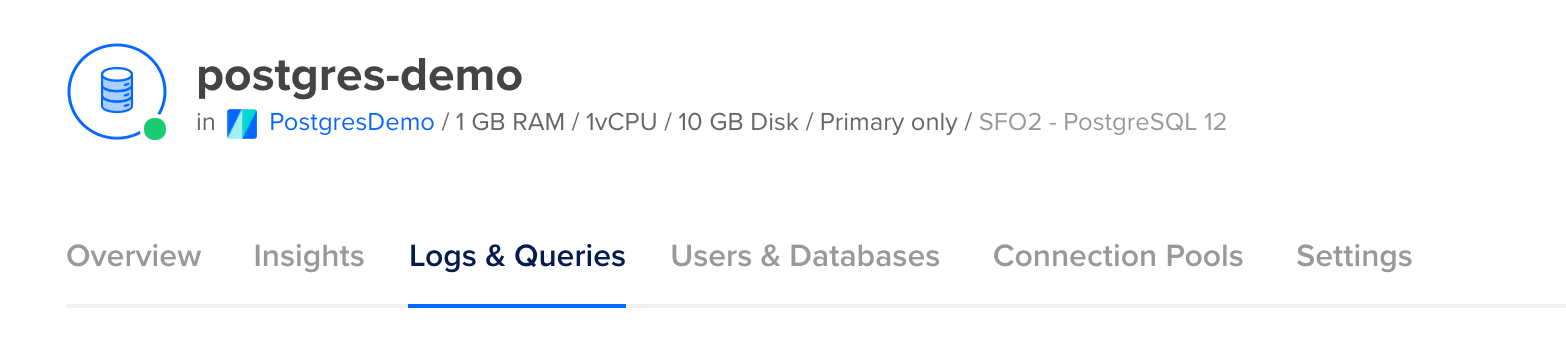 postgres-demo
in PostgresDemo / 1 GB RAM / 1vCPU / 10 GB Disk / Primary only / SFO2 - PostgreSQL 12
Overview Insights Logs & Queries Users & Databases Connection Pools Settings